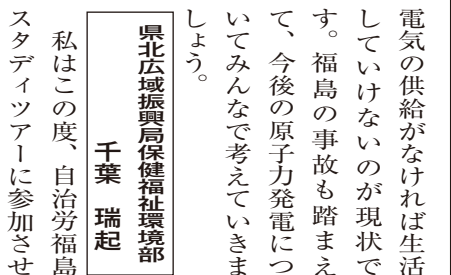 電気の供給がなければ生活
していけないのが現状で
す。福島の事故も踏まえ
て、今後の原子力発電につ
いてみんなで考えていきま
しょう。
県北広域振興局保健福祉環境部
千葉　瑞起
私はこの度、自治労福島
スタディツアーに参加させ